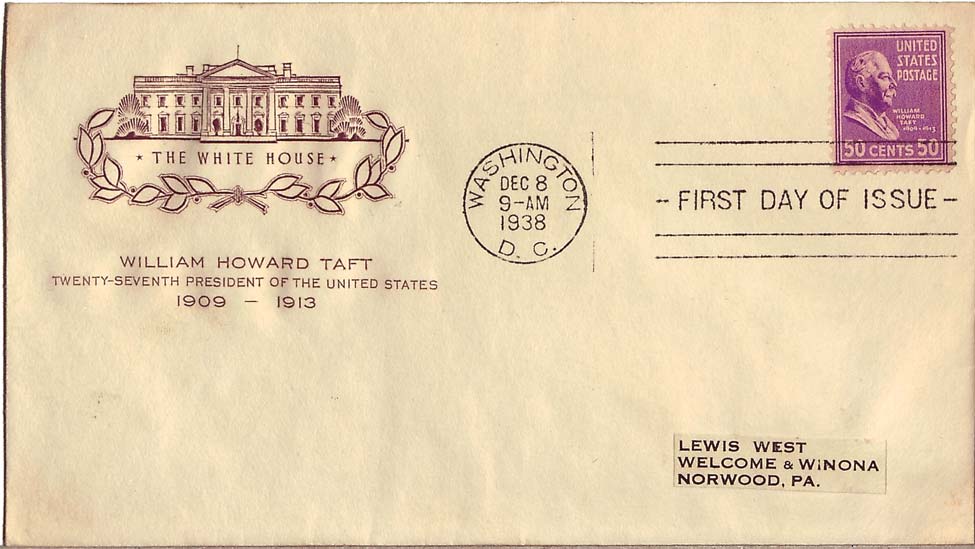 ★ THE WHITE HOUSE ★
WILLIAM HOWARD TAFT
TWENTY-SEVENTH PRESIDENT OF THE UNITED STATES
1909 — 1913
WASHINGTON
DEC 8
9-AM
1938
D. C.
UNITED
STATES
POSTAGE
WILLIAM
HOWARD
TAFT
1909 · 1913
50 CENTS 50
-- FIRST DAY OF ISSUE --
LEWIS WEST
WELCOME & WINONA
NORWOOD, PA.